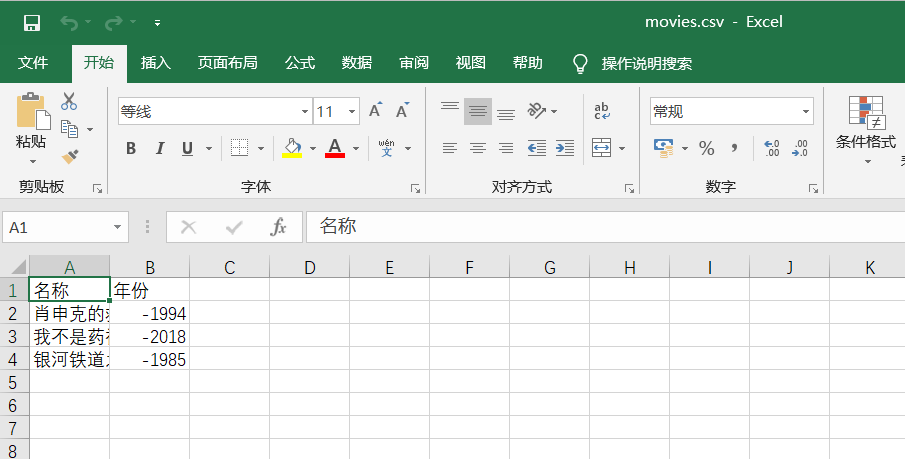 movies.csv - Excel
文件 开始 插入 页面布局 公式 数据 审阅 视图 帮助 操作说明搜索
等线 11 A A ab 常规
粘贴 B I U A wén 文 % , .00 条件格式
剪贴板 字体 对齐方式 数字
A1 fx 名称
A B C D E F G H I J K
1 名称 年份
2 肖申克的 -1994
3 我不是药 -2018
4 银河铁道 -1985
5
6
7
8